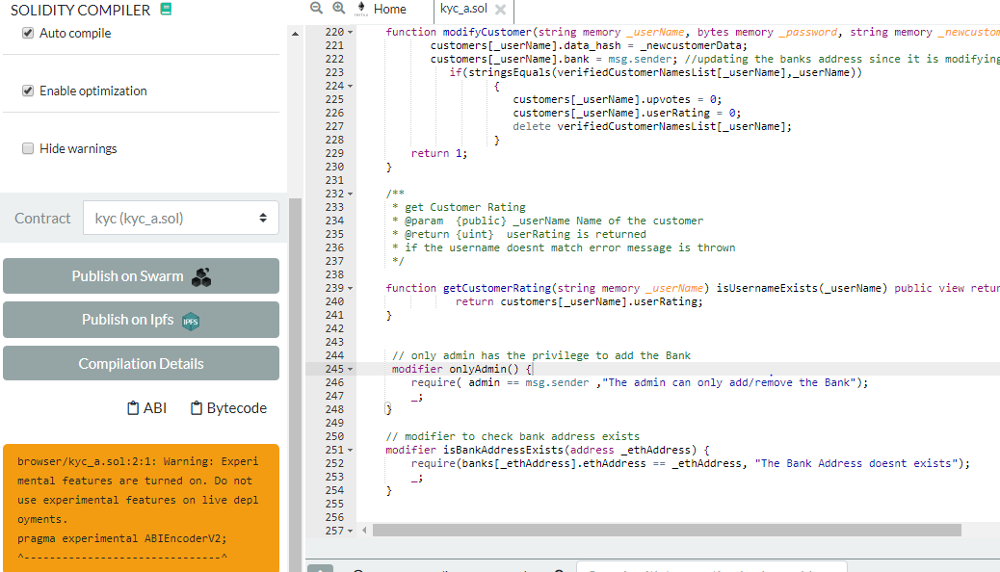 SOLIDITY COMPILER
Auto compile
Enable optimization
Hide warnings
Contract kyc (kyc_a.sol)
Publish on Swarm
Publish on Ipfs IPFS
Compilation Details
ABI Bytecode
browser/kyc_a.sol:2:1: Warning: Experi
mental features are turned on. Do not
use experimental features on live depl
oyments.
pragma experimental ABIEncoderV2;
^-------------------------------^
Home kyc_a.sol
220 function modifyCustomer(string memory _userName, bytes memory _password, string memory _newcustom
221 customers[_userName].data_hash = _newcustomerData;
222 customers[_userName].bank = msg.sender; //updating the banks address since it is modifying
223 if(stringsEquals(verifiedCustomerNamesList[_userName],_userName))
224 {
225 customers[_userName].upvotes = 0;
226 customers[_userName].userRating = 0;
227 delete verifiedCustomerNamesList[_userName];
228 }
229 return 1;
230 }
231
232 /**
233 * get Customer Rating
234 * @param {public} _userName Name of the customer
235 * @return {uint} userRating is returned
236 * if the username doesnt match error message is thrown
237 */
238
239 function getCustomerRating(string memory _userName) isUsernameExists(_userName) public view retur
240 return customers[_userName].userRating;
241 }
242
243
244 // only admin has the privilege to add the Bank
245 modifier onlyAdmin() {
246 require( admin == msg.sender ,"The admin can only add/remove the Bank");
247 _;
248 }
249
250 // modifier to check bank address exists
251 modifier isBankAddressExists(address _ethAddress) {
252 require(banks[_ethAddress].ethAddress == _ethAddress, "The Bank Address doesnt exists");
253 _;
254 }
255
256
257